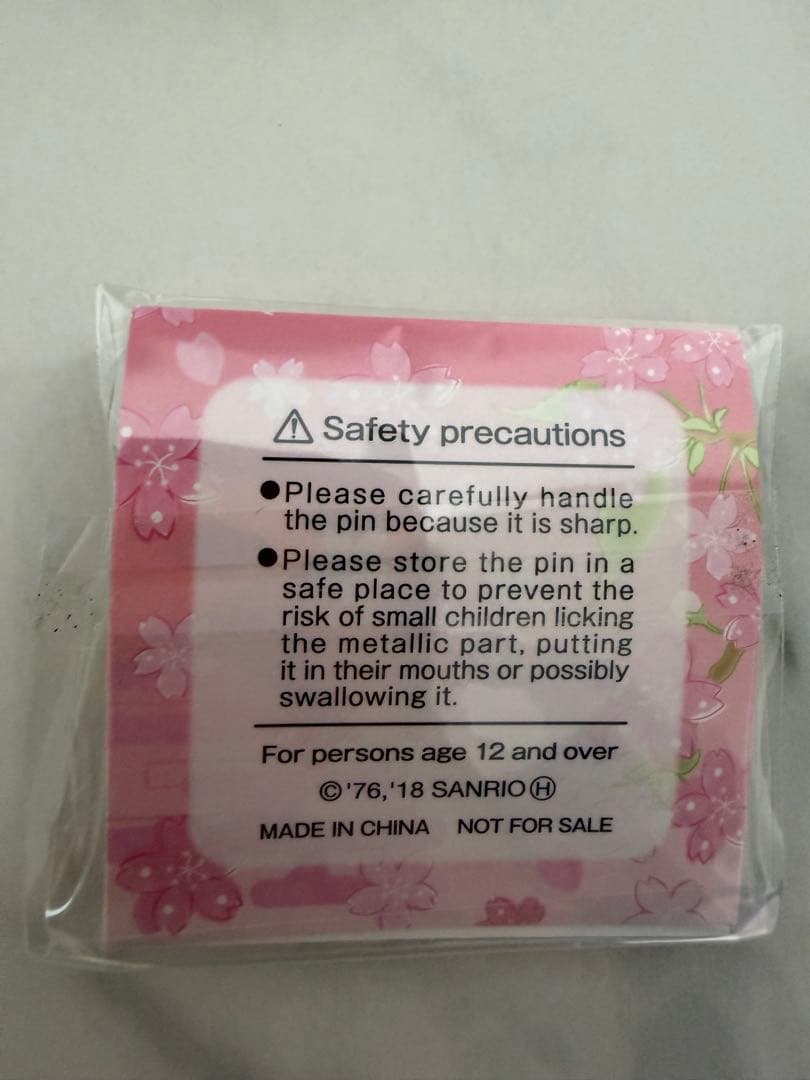 ⚠ Safety precautions
●Please carefully handle
the pin because it is sharp.
●Please store the pin in a
safe place to prevent the
risk of small children licking
the metallic part, putting
it in their mouths or possibly
swallowing it.
For persons age 12 and over
©'76,'18 SANRIO Ⓗ
MADE IN CHINA NOT FOR SALE